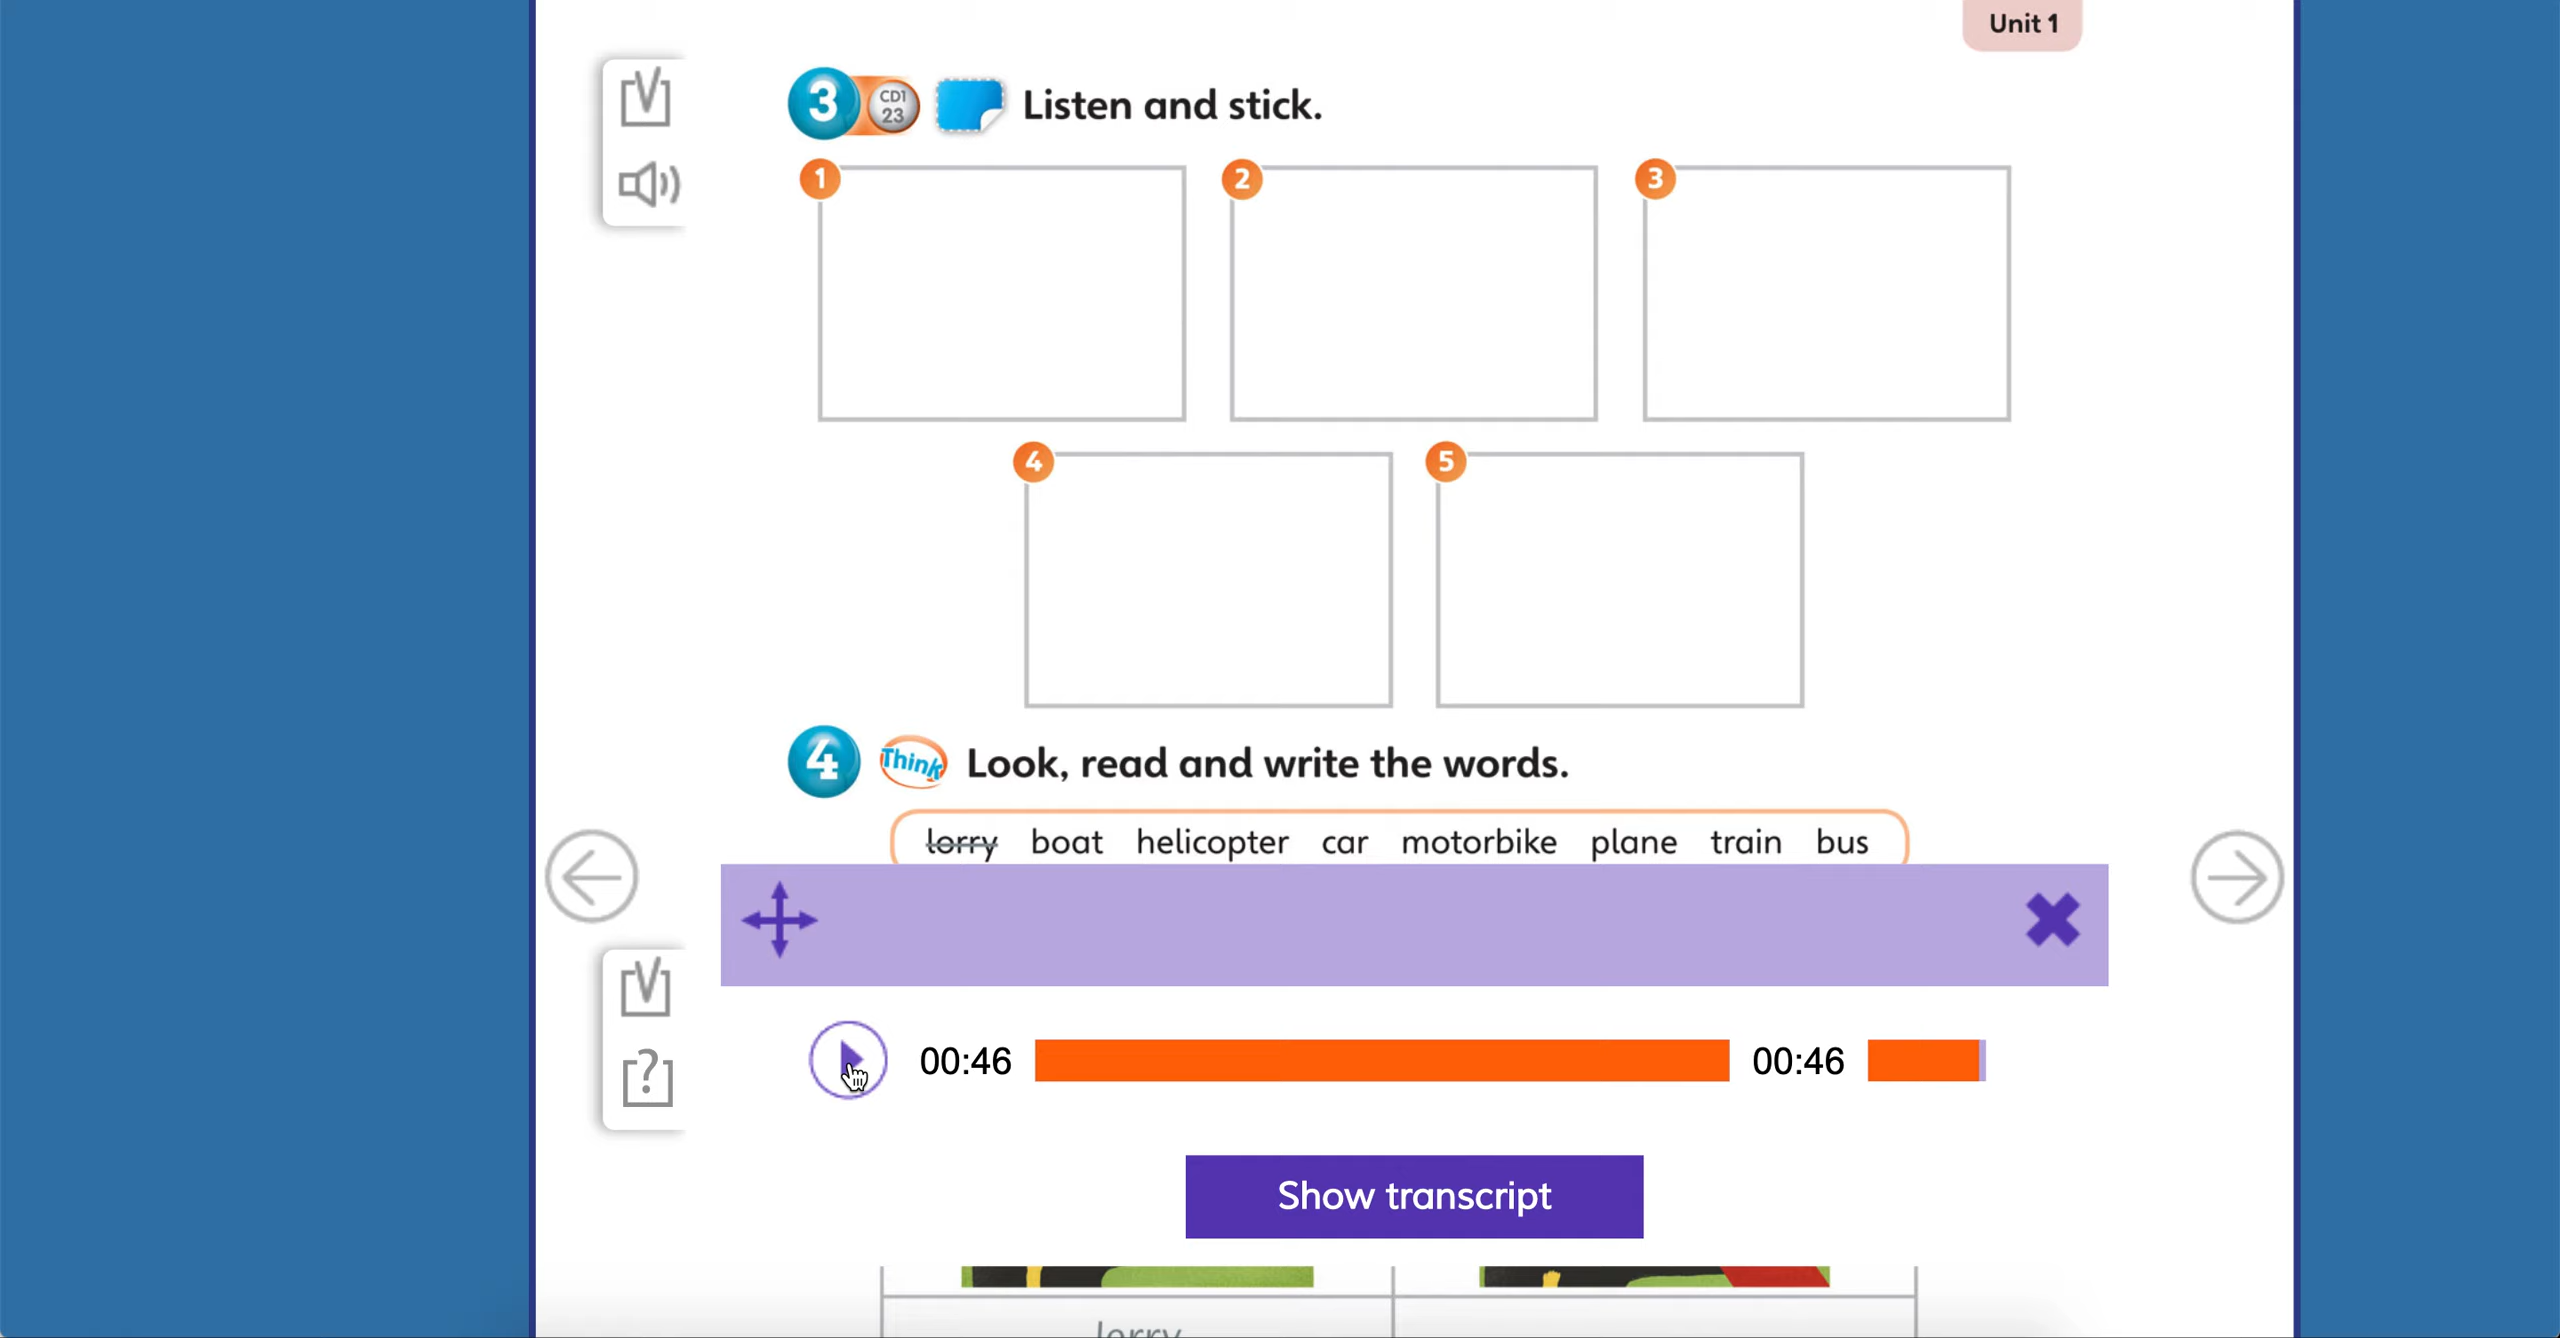 Unit 1
3 CD1 23 Listen and stick.
1 2 3
4 5
4 Think Look, read and write the words.
lorry boat helicopter car motorbike plane train bus
00:46 00:46
Show transcript
lorry